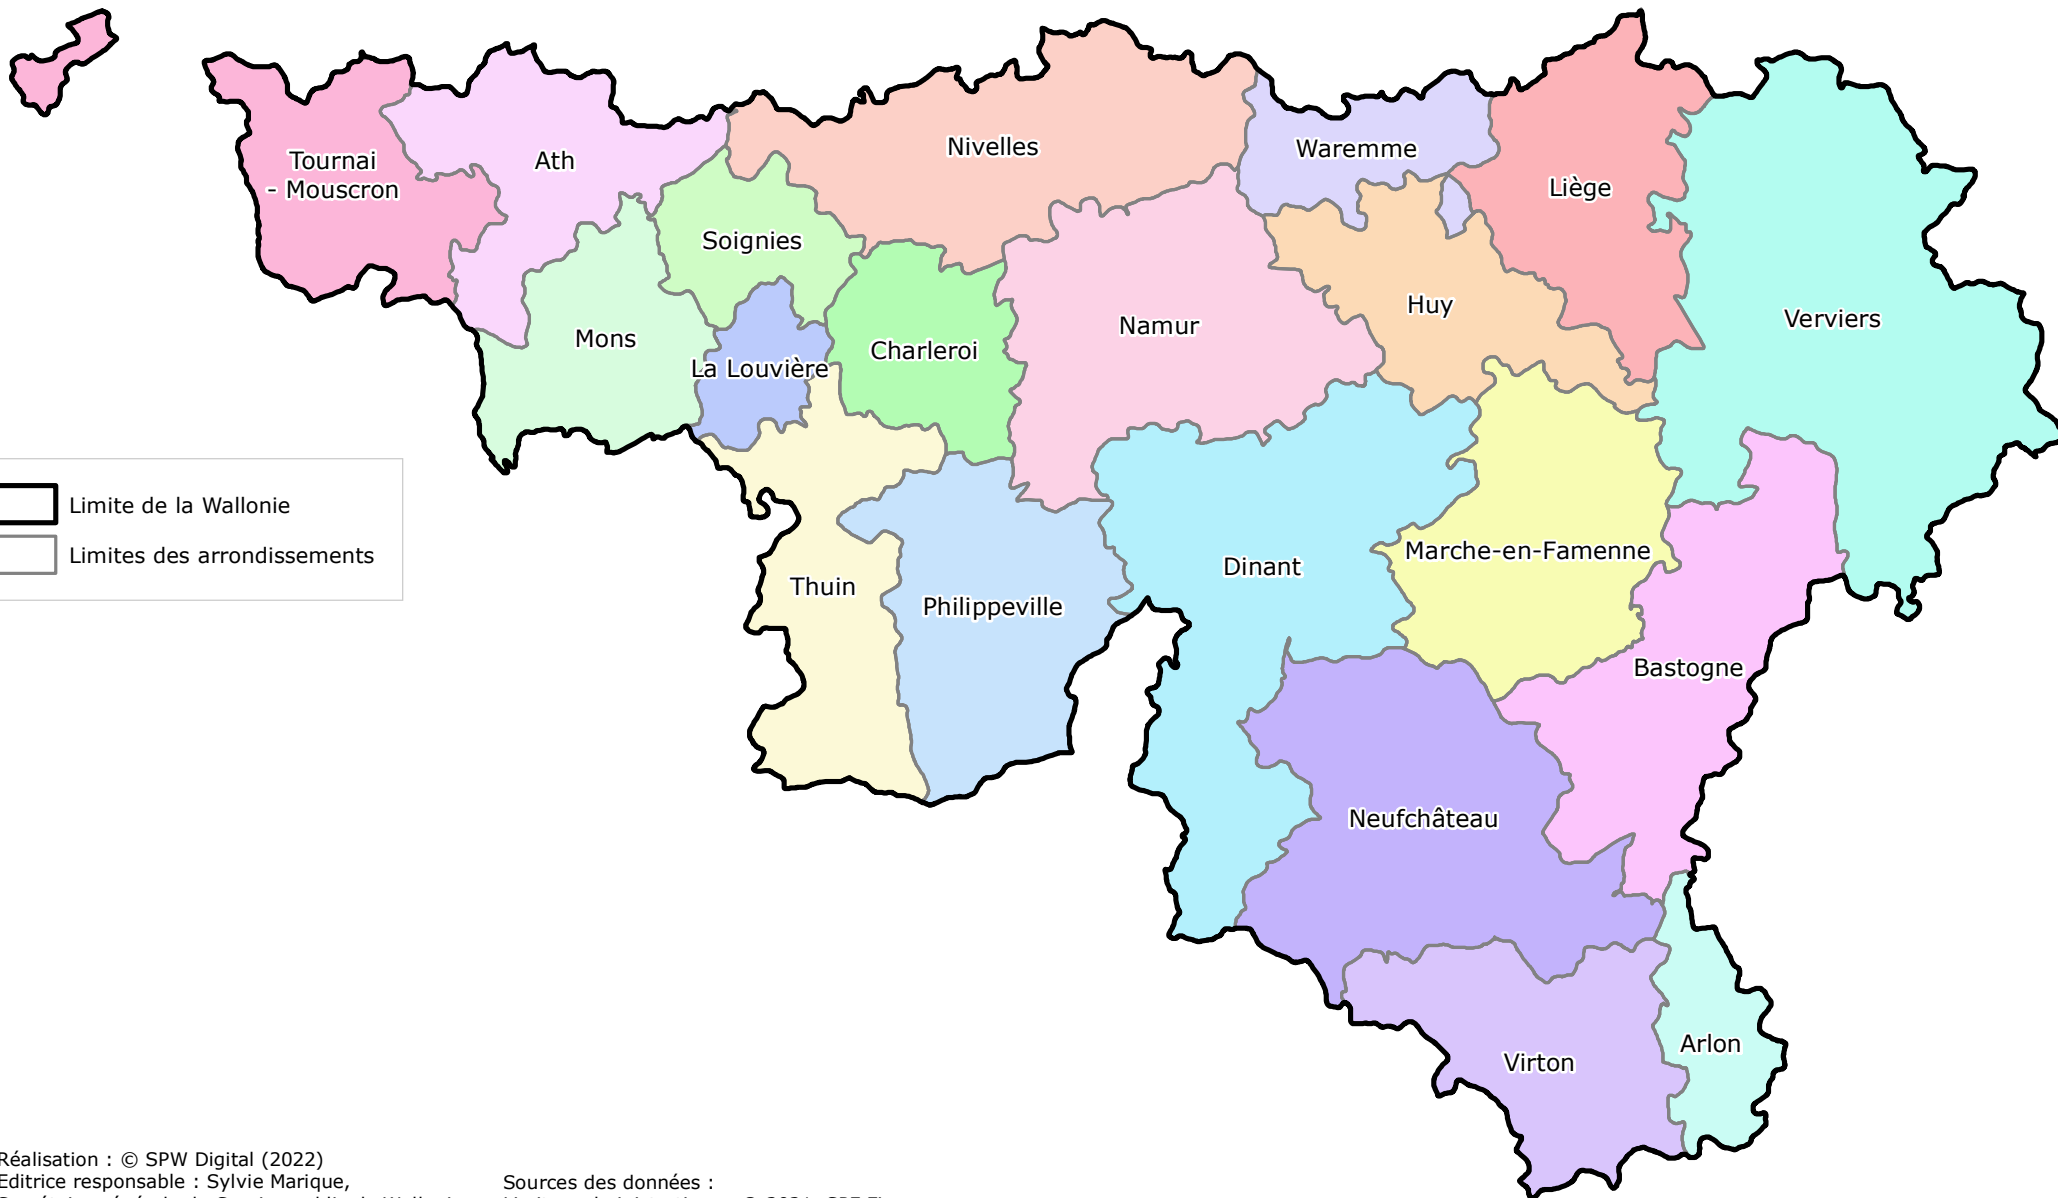 Tournai
- Mouscron
Ath
Nivelles
Waremme
Liège
Soignies
Mons
La Louvière
Charleroi
Namur
Huy
Verviers
Limite de la Wallonie
Limites des arrondissements
Thuin
Philippeville
Dinant
Marche-en-Famenne
Bastogne
Neufchâteau
Virton
Arlon
Réalisation : © SPW Digital (2022)
Editrice responsable : Sylvie Marique,
Sources des données :